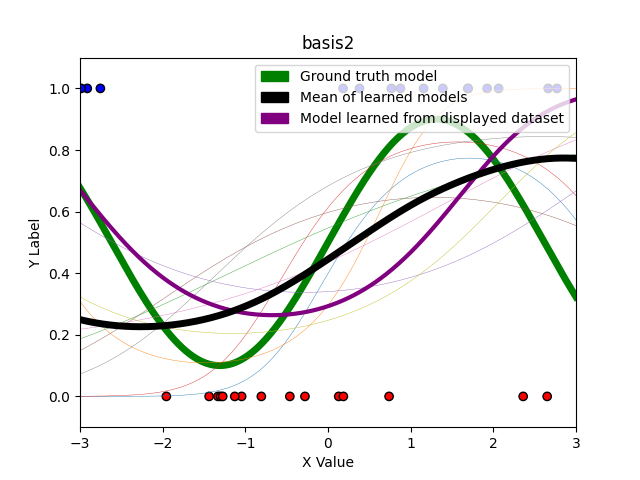 basis2
Ground truth model
Mean of learned models
Model learned from displayed dataset
Y Label
1.0
0.8
0.6
0.4
0.2
0.0
−3 −2 −1 0 1 2 3
X Value